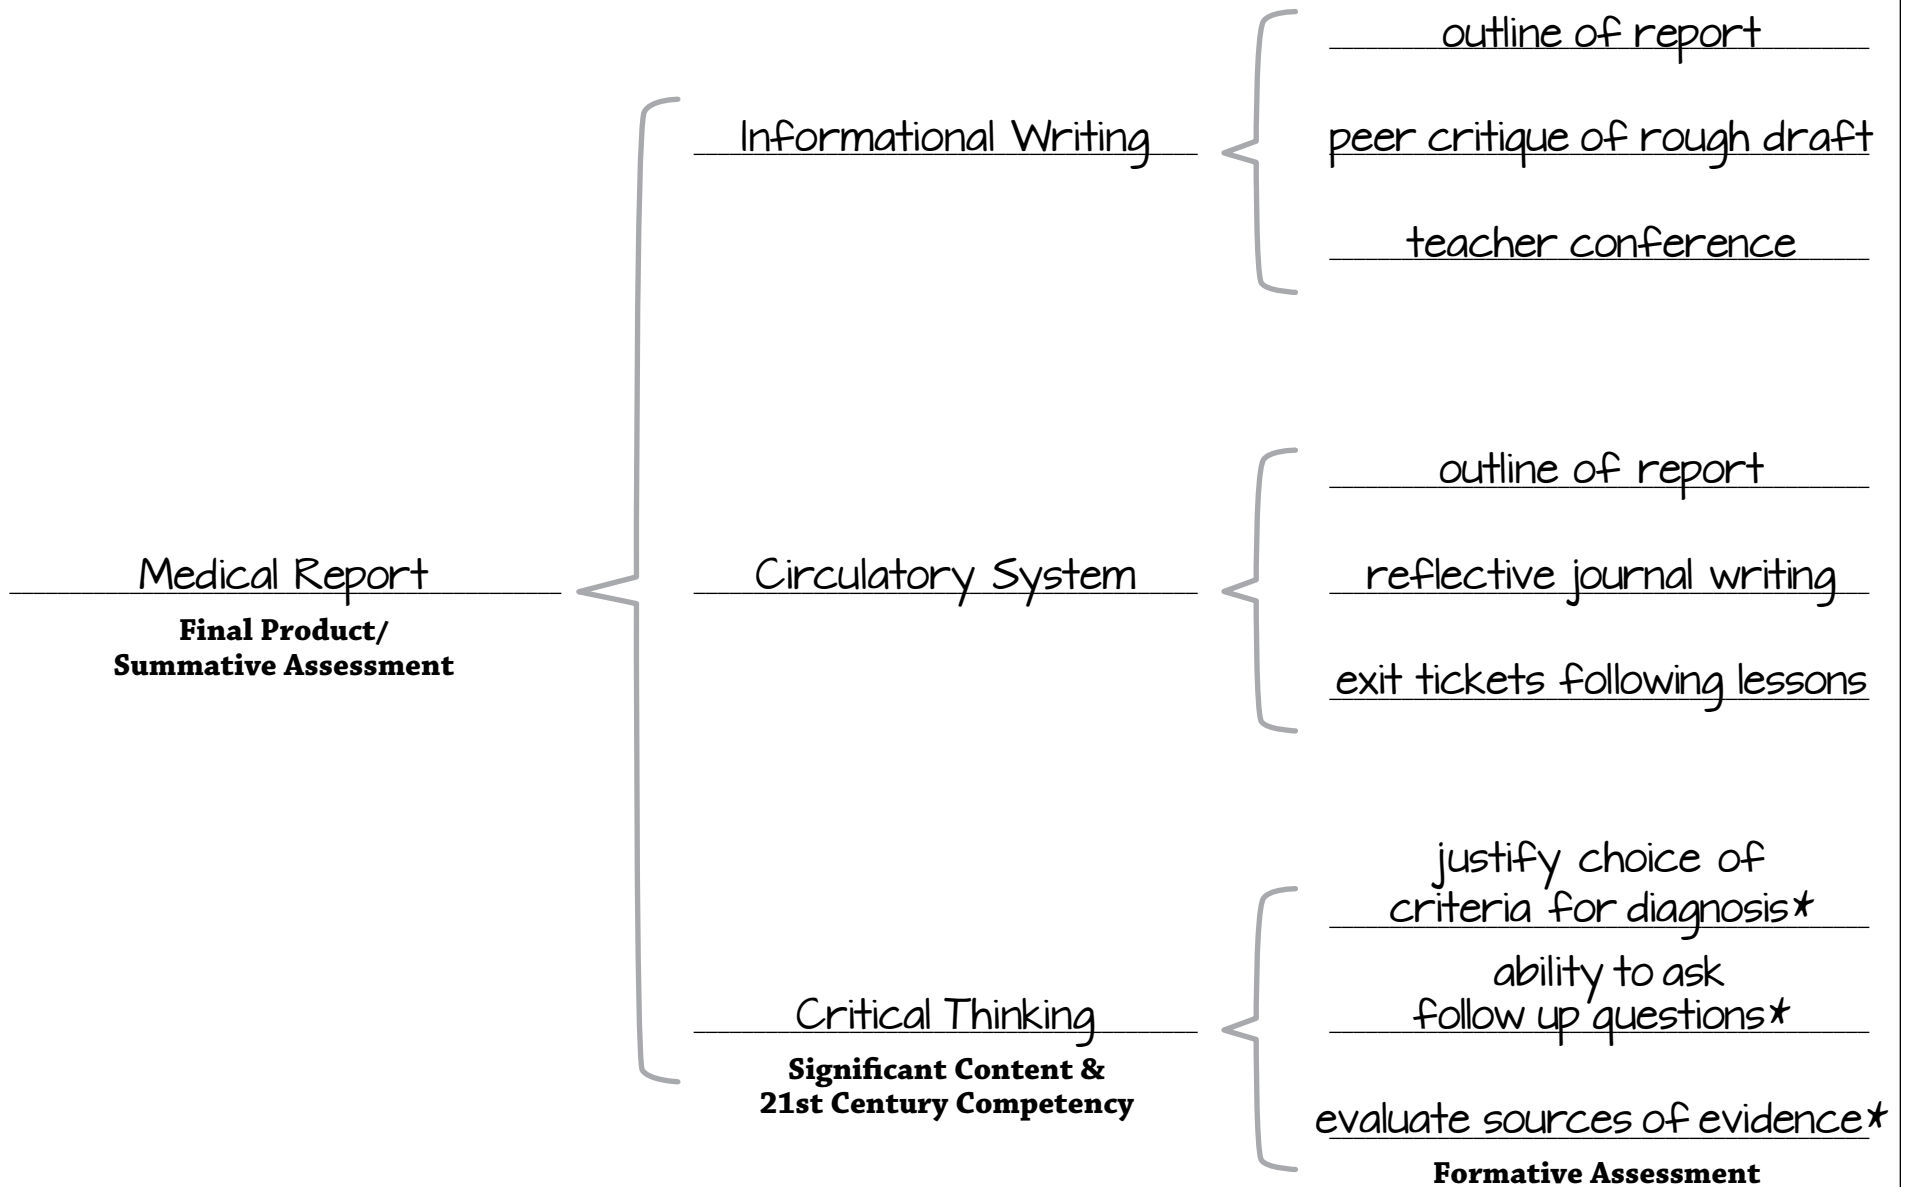 outline of report
Informational Writing
peer critique of rough draft
teacher conference
outline of report
Medical Report
Final Product/
Summative Assessment
Circulatory System
reflective journal writing
exit tickets following lessons
justify choice of
criteria for diagnosis*
ability to ask
follow up questions*
Critical Thinking
Significant Content &
21st Century Competency
evaluate sources of evidence*
Formative Assessment